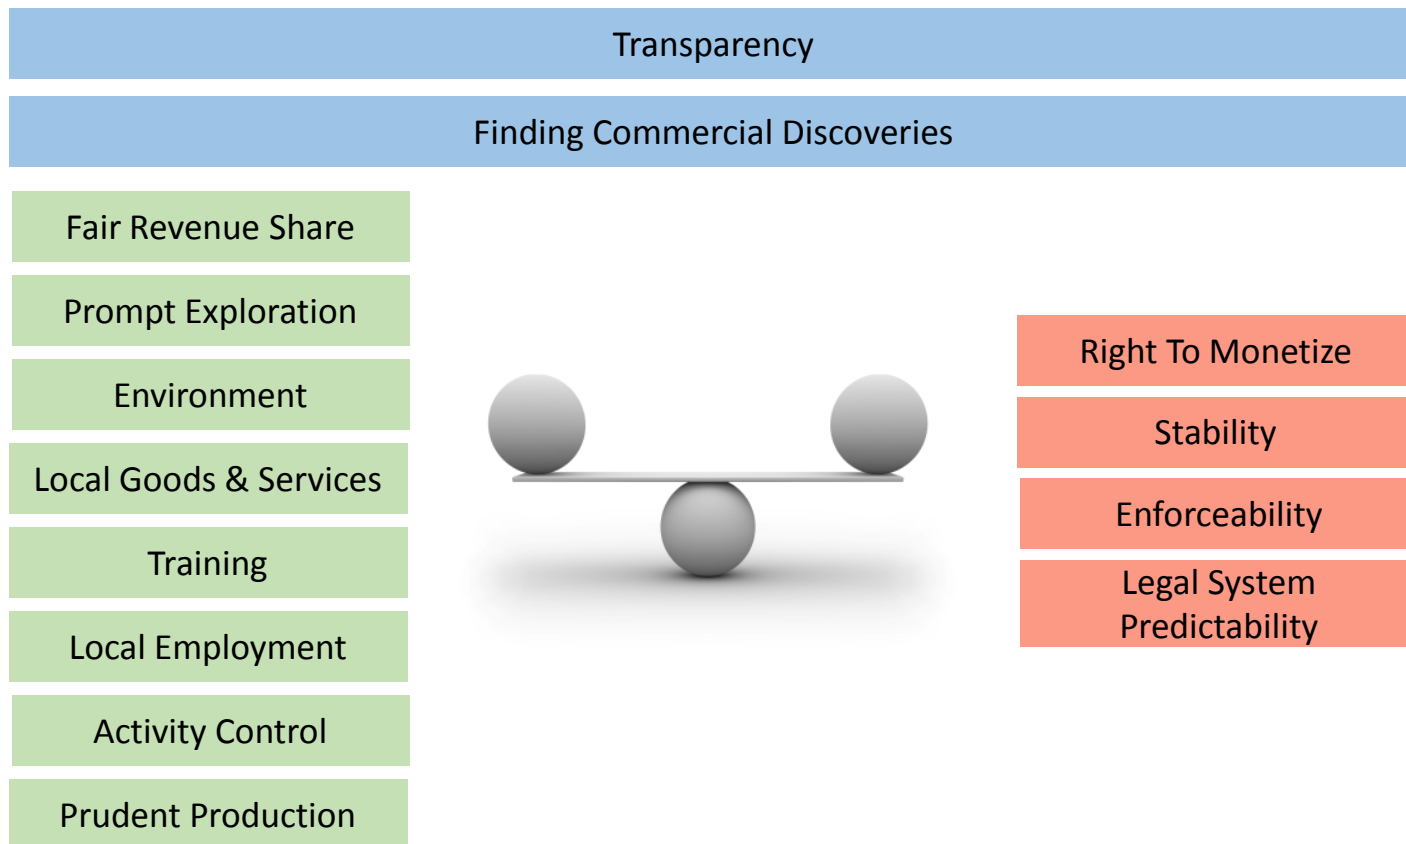 Transparency
Finding Commercial Discoveries
Fair Revenue Share
Prompt Exploration
Environment
Local Goods & Services
Training
Local Employment
Activity Control
Prudent Production
Right To Monetize
Stability
Enforceability
Legal System
Predictability